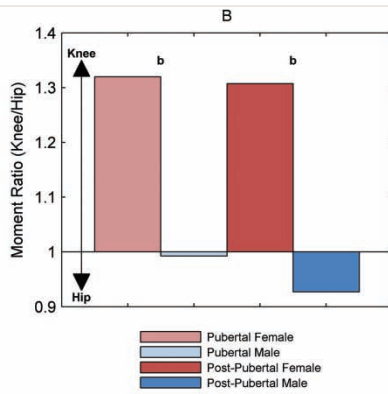 B
Moment Ratio (Knee/Hip)
1.4
1.3
1.2
1.1
1
0.9
Knee
Hip
b
b
Pubertal Female
Pubertal Male
Post-Pubertal Female
Post-Pubertal Male